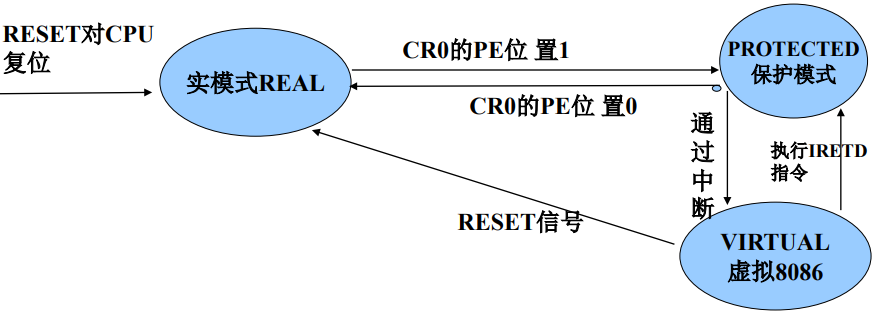 RESET对CPU
复位
实模式REAL
CR0的PE位 置1
CR0的PE位 置0
PROTECTED
保护模式
通
过
中
断
执行IRETD
指令
RESET信号
VIRTUAL
虚拟8086